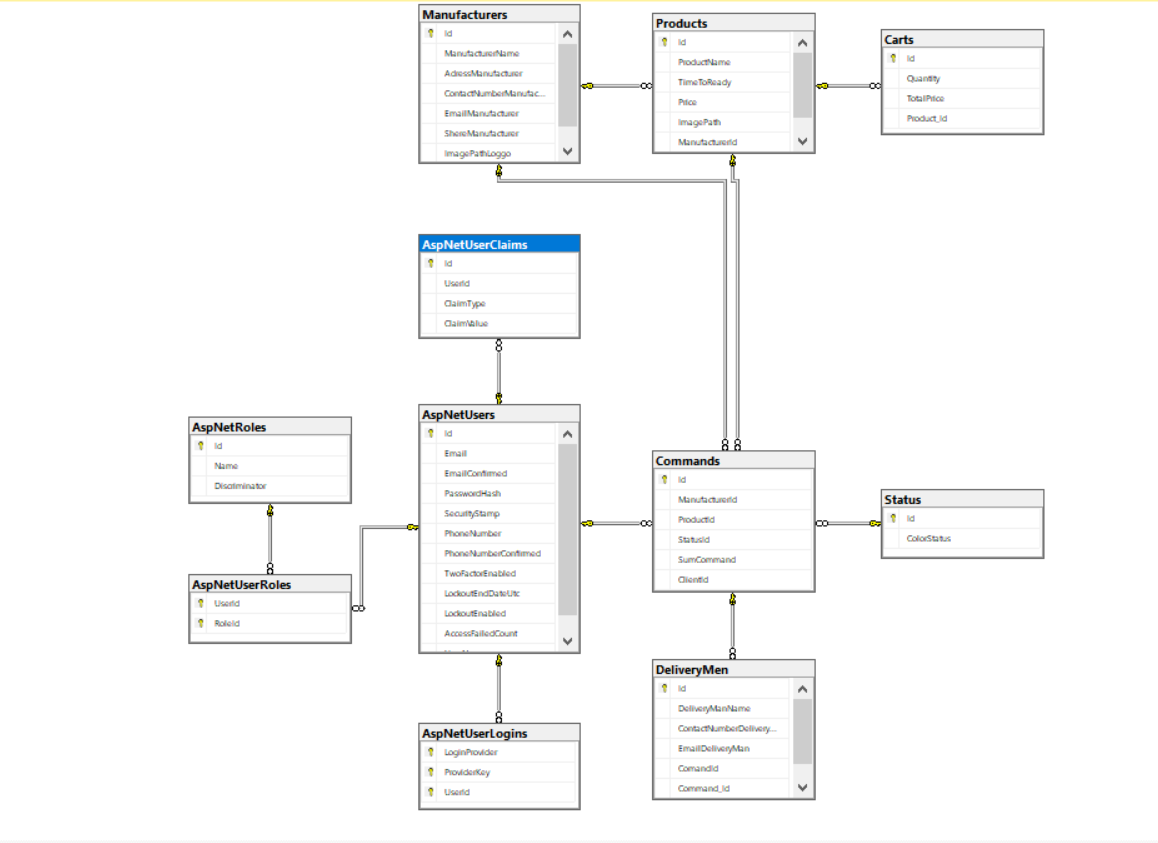 Manufacturers
Id
ManufacturerName
AdressManufacturer
ContactNumberManufac...
EmailManufacturer
ShereManufacturer
ImagePathLoggo
Products
Id
ProductName
TimeToReady
Price
ImagePath
ManufacturerId
Carts
Id
Quantity
TotalPrice
Product_Id
AspNetUserClaims
Id
UserId
ClaimType
ClaimValue
AspNetRoles
Id
Name
Discriminator
AspNetUsers
Id
Email
EmailConfirmed
PasswordHash
SecurityStamp
PhoneNumber
PhoneNumberConfirmed
TwoFactorEnabled
LockoutEndDateUtc
LockoutEnabled
AccessFailedCount
Commands
Id
ManufacturerId
ProductId
StatusId
SumCommand
ClientId
Status
Id
ColorStatus
AspNetUserRoles
UserId
RoleId
DeliveryMen
Id
DeliveryManName
ContactNumberDelivery...
EmailDeliveryMan
ComandId
Command_Id
AspNetUserLogins
LoginProvider
ProviderKey
UserId